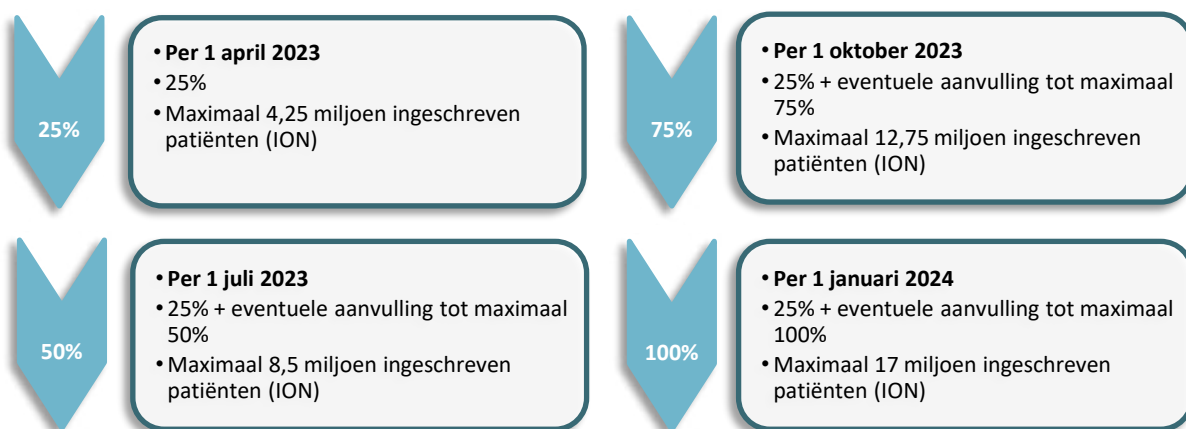 25%
• Per 1 april 2023
• 25%
• Maximaal 4,25 miljoen ingeschreven
patiënten (ION)
50%
• Per 1 juli 2023
• 25% + eventuele aanvulling tot maximaal
50%
• Maximaal 8,5 miljoen ingeschreven
patiënten (ION)
75%
• Per 1 oktober 2023
• 25% + eventuele aanvulling tot maximaal
75%
• Maximaal 12,75 miljoen ingeschreven
patiënten (ION)
100%
• Per 1 januari 2024
• 25% + eventuele aanvulling tot maximaal
100%
• Maximaal 17 miljoen ingeschreven
patiënten (ION)